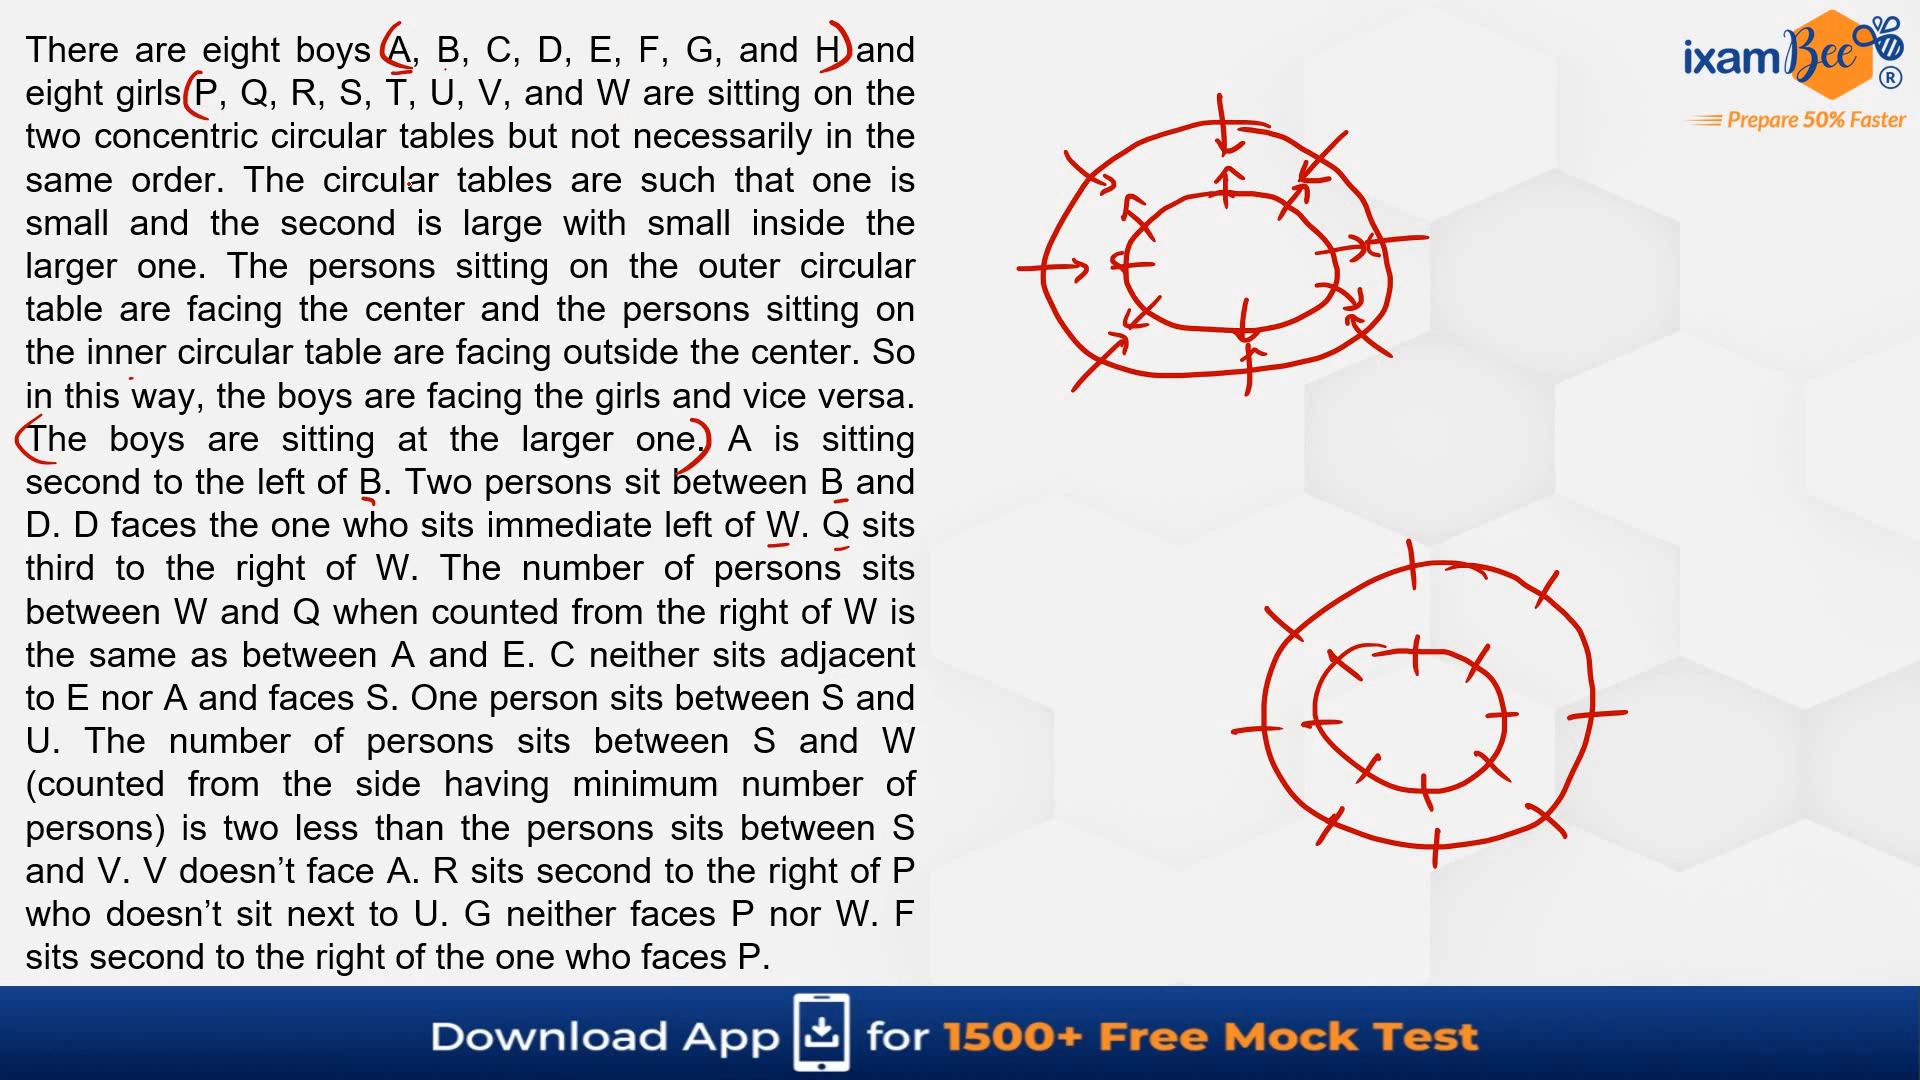 There are eight boys A, B, C, D, E, F, G, and H and
eight girls P, Q, R, S, T, U, V, and W are sitting on the
two concentric circular tables but not necessarily in the
same order. The circular tables are such that one is
small and the second is large with small inside the
larger one. The persons sitting on the outer circular
table are facing the center and the persons sitting on
the inner circular table are facing outside the center. So
in this way, the boys are facing the girls and vice versa.
The boys are sitting at the larger one. A is sitting
second to the left of B. Two persons sit between B and
D. D faces the one who sits immediate left of W. Q sits
third to the right of W. The number of persons sits
between W and Q when counted from the right of W is
the same as between A and E. C neither sits adjacent
to E nor A and faces S. One person sits between S and
U. The number of persons sits between S and W
(counted from the side having minimum number of
persons) is two less than the persons sits between S
and V. V doesn't face A. R sits second to the right of P
who doesn't sit next to U. G neither faces P nor W. F
sits second to the right of the one who faces P.
ixamBee ®
Prepare 50% Faster
Download App for 1500+ Free Mock Test